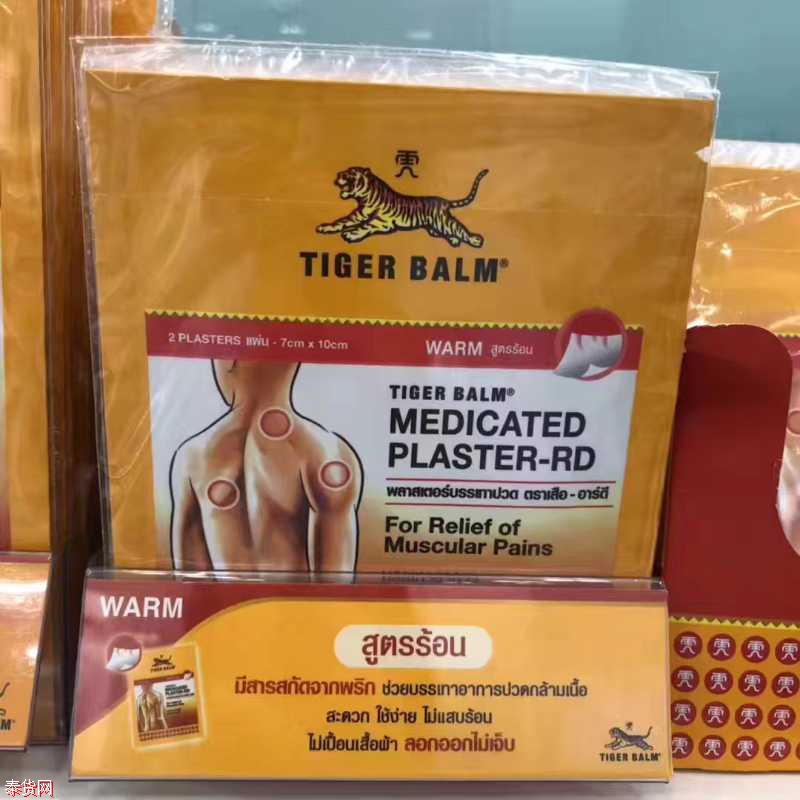 TIGER BALM®
2 PLASTERS แผ่น - 7cm x 10cm
WARM สูตรร้อน
TIGER BALM®
MEDICATED
PLASTER-RD
พลาสเตอร์บรรเทาปวด ตราเสือ - อาร์ดี
For Relief of
Muscular Pains
WARM
สูตรร้อน
มีสารสกัดจากพริก ช่วยบรรเทาอาการปวดกล้ามเนื้อ
สะดวก ใช้ง่าย ไม่แสบร้อน
ไม่เปื้อนเสื้อผ้า ลอกออกไม่เจ็บ
TIGER BALM
MEDICATED
PLASTER-RD
TIGER BALM®
泰货网